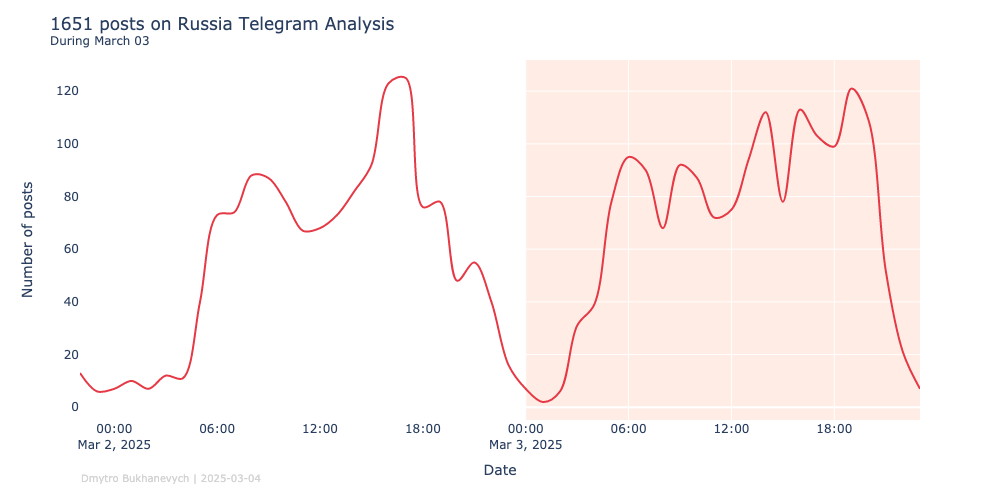 1651 posts on Russia Telegram Analysis
During March 03
Number of posts
120
100
80
60
40
20
0
00:00 06:00 12:00 18:00 00:00 06:00 12:00 18:00
Mar 2, 2025 Mar 3, 2025
Date
Dmytro Bukhanevych | 2025-03-04